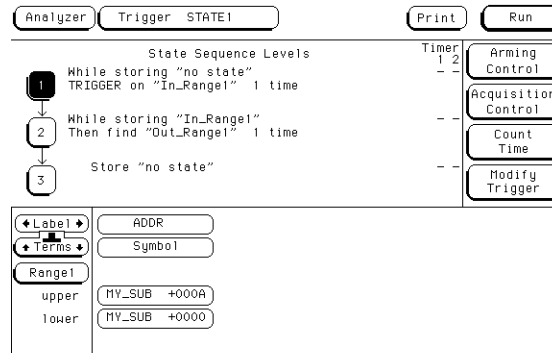 Analyzer Trigger STATE1 Print Run
State Sequence Levels
Timer
1 2
While storing "no state"
TRIGGER on "In_Range1" 1 time
1
- -
While storing "In_Range1"
Then find "Out_Range1" 1 time
2
- -
Store "no state"
3
- -
Arming
Control
Acquisition
Control
Count
Time
Modify
Trigger
Label ADDR
Terms Symbol
Range1
upper MY_SUB +000A
lower MY_SUB +0000